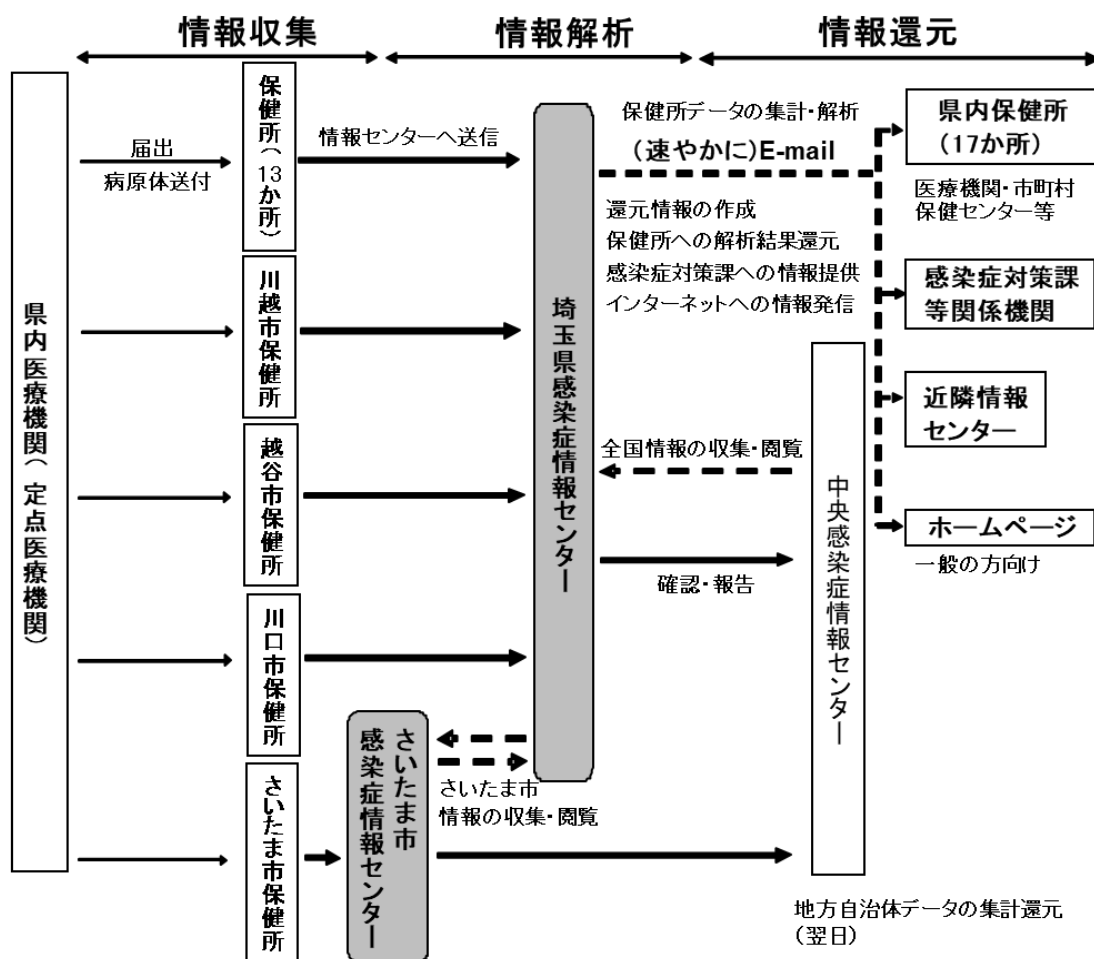 情報収集
情報解析
情報還元
県内医療機関(定点医療機関)
届出
病原体送付
保健所(13か所)
情報センターへ送信
川越市保健所
越谷市保健所
川口市保健所
さいたま市保健所
さいたま市
感染症情報センター
埼玉県感染症情報センター
さいたま市
情報の収集・閲覧
保健所データの集計・解析
(速やかに)E-mail
還元情報の作成
保健所への解析結果還元
感染症対策課への情報提供
インターネットへの情報発信
全国情報の収集・閲覧
確認・報告
中央感染症情報センター
県内保健所
(17か所)
医療機関・市町村
保健センター等
感染症対策課
等関係機関
近隣情報
センター
ホームページ
一般の方向け
地方自治体データの集計還元
(翌日)